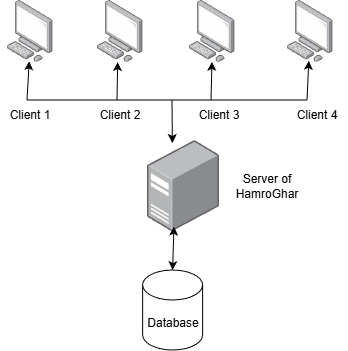 Client 1
Client 2
Client 3
Client 4
Server of
HamroGhar
Database